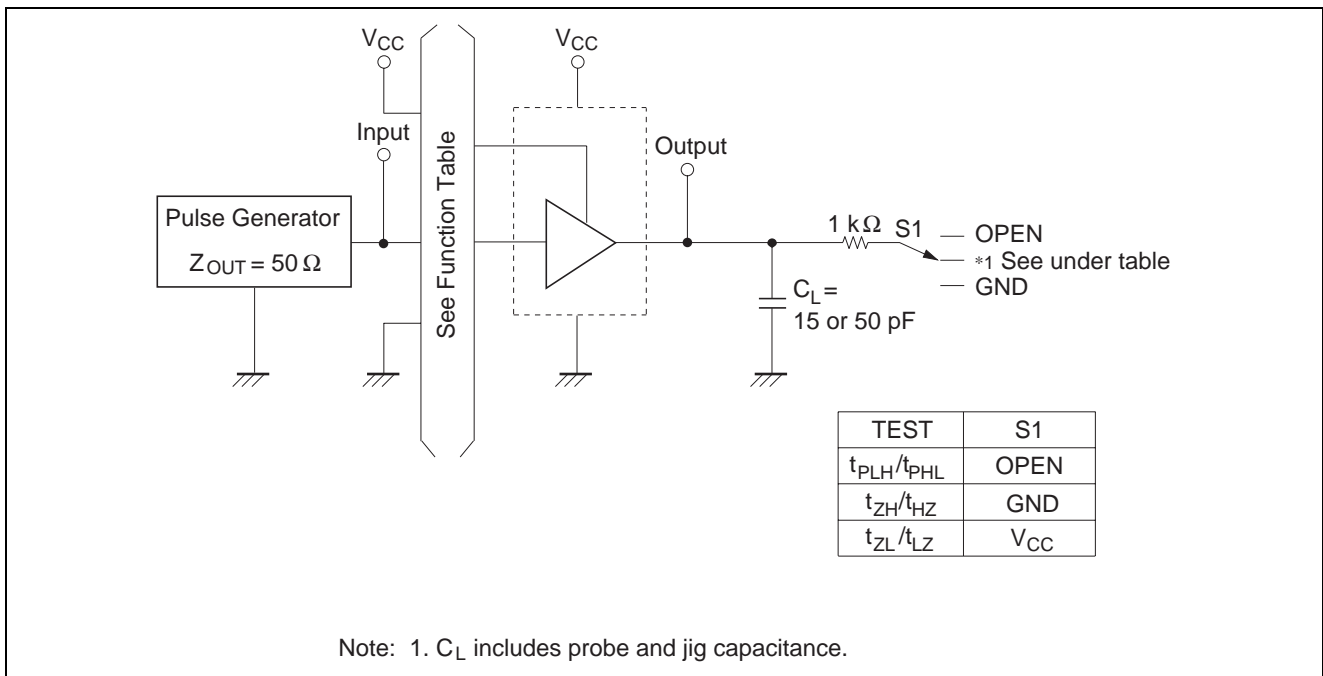 VCC
VCC
Input
Output
See Function Table
Pulse Generator
ZOUT = 50 Ω
1 kΩ
S1
OPEN
*1 See under table
GND
CL =
15 or 50 pF
TEST S1
tPLH/tPHL OPEN
tZH/tHZ GND
tZL/tLZ VCC
Note: 1. CL includes probe and jig capacitance.